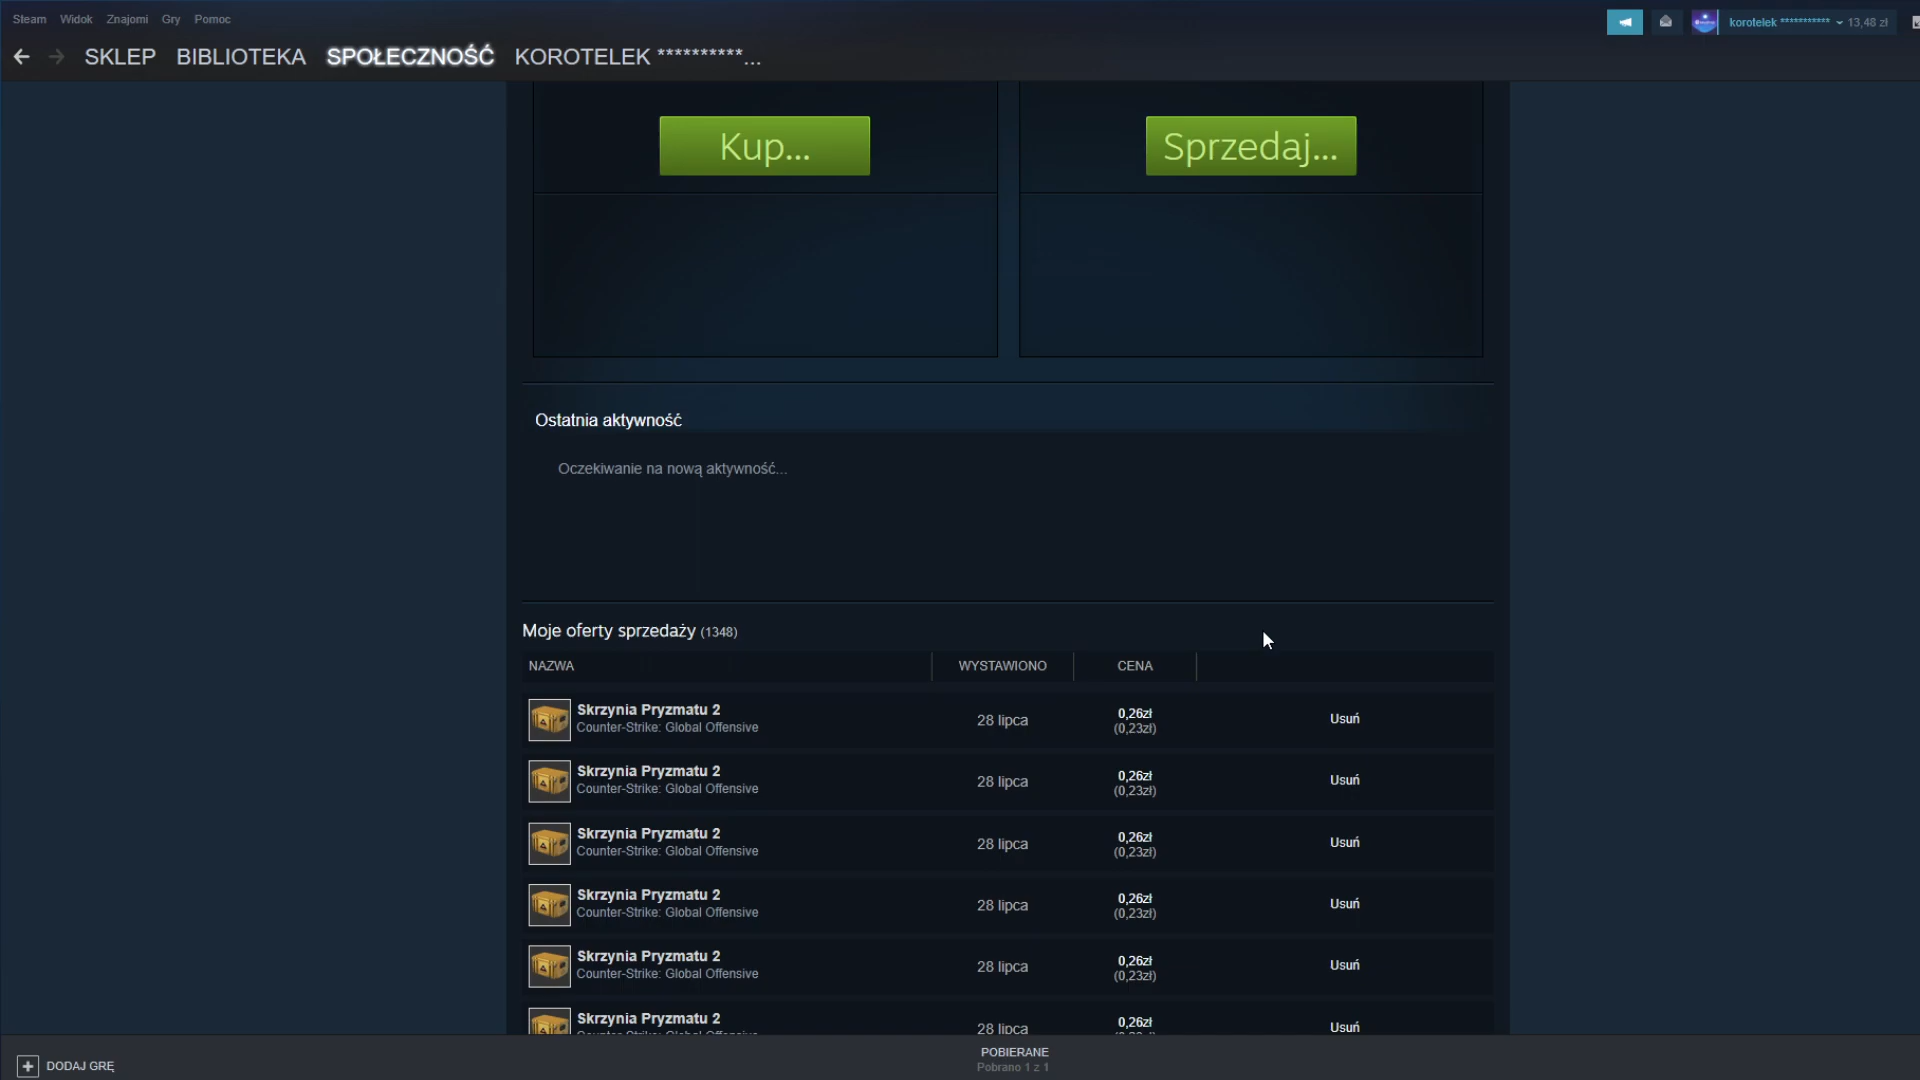 Steam Widok Znajomi Gry Pomoc
korotelek *********** 13,48 zł
SKLEP BIBLIOTEKA SPOŁECZNOŚĆ KOROTELEK **********...
Kup... Sprzedaj...
Ostatnia aktywność
Oczekiwanie na nową aktywność...
Moje oferty sprzedaży (1348)
NAZWA WYSTAWIONO CENA
Skrzynia Pryzmatu 2
Counter-Strike: Global Offensive
28 lipca
0,26zł
(0,23zł)
Usuń
Skrzynia Pryzmatu 2
Counter-Strike: Global Offensive
28 lipca
0,26zł
(0,23zł)
Usuń
Skrzynia Pryzmatu 2
Counter-Strike: Global Offensive
28 lipca
0,26zł
(0,23zł)
Usuń
Skrzynia Pryzmatu 2
Counter-Strike: Global Offensive
28 lipca
0,26zł
(0,23zł)
Usuń
Skrzynia Pryzmatu 2
Counter-Strike: Global Offensive
28 lipca
0,26zł
(0,23zł)
Usuń
Skrzynia Pryzmatu 2
28 lipca
0,26zł
Usuń
DODAJ GRĘ
POBIERANE
Pobrano 1 z 1